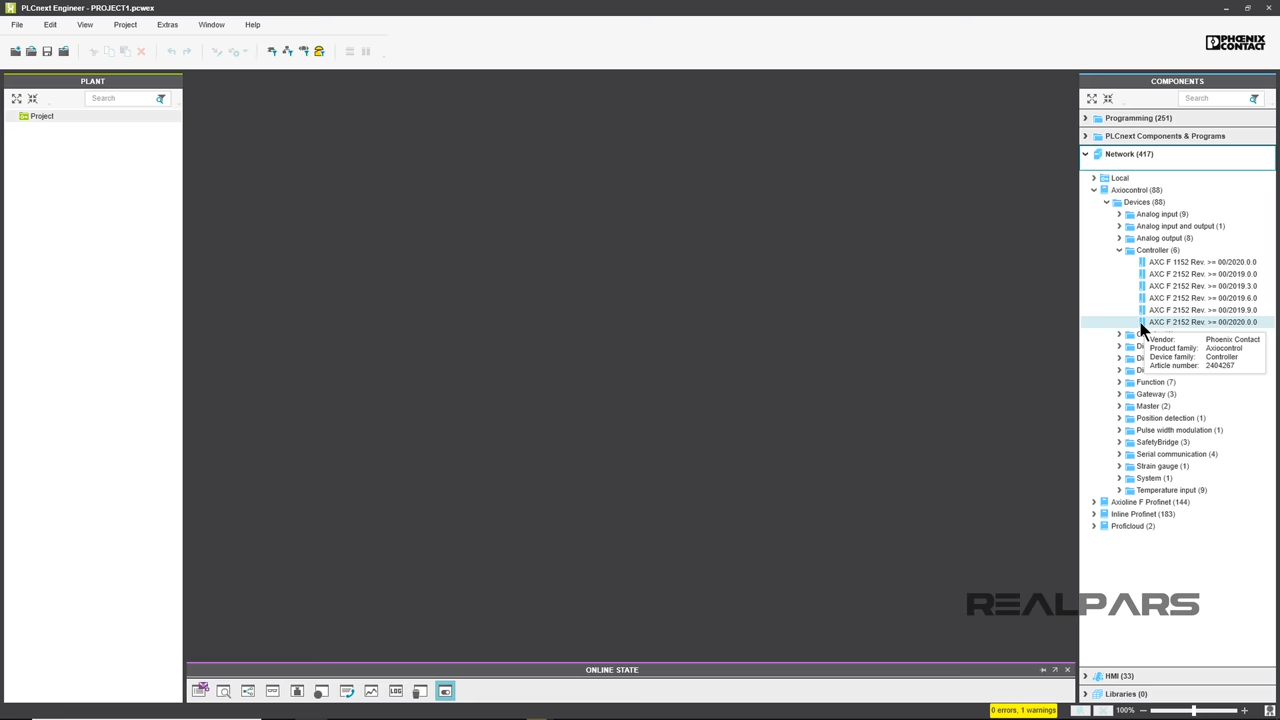 PLCnext Engineer - PROJECT1.pcwex
File Edit View Project Extras Window Help
PHŒNIX
CONTACT
PLANT
Search
Project
COMPONENTS
Search
Programming (251)
PLCnext Components & Programs
Network (417)
Local
Axiocontrol (88)
Devices (88)
Analog input (9)
Analog input and output (1)
Analog output (8)
Controller (6)
AXC F 1152 Rev. >= 00/2020.0.0
AXC F 2152 Rev. >= 00/2019.0.0
AXC F 2152 Rev. >= 00/2019.3.0
AXC F 2152 Rev. >= 00/2019.6.0
AXC F 2152 Rev. >= 00/2019.9.0
AXC F 2152 Rev. >= 00/2020.0.0
Vendor: Phoenix Contact
Product family: Axiocontrol
Device family: Controller
Article number: 2404267
Function (7)
Gateway (3)
Master (2)
Position detection (1)
Pulse width modulation (1)
SafetyBridge (3)
Serial communication (4)
Strain gauge (1)
System (1)
Temperature input (9)
Axioline F Profinet (144)
Inline Profinet (183)
Proficloud (2)
REALPARS
ONLINE STATE
LOG
HMI (33)
Libraries (0)
0 errors, 1 warnings
100%